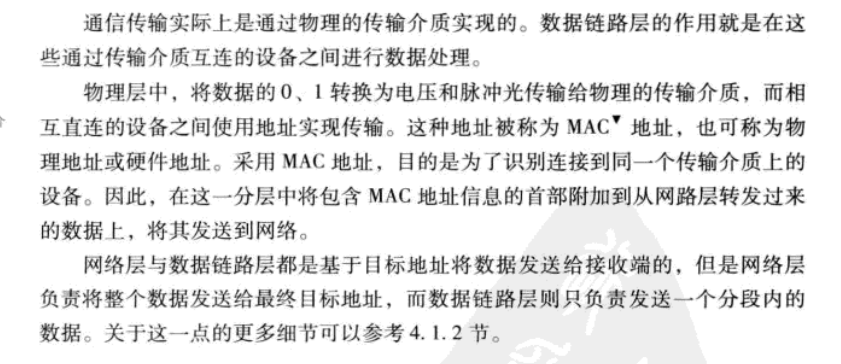 通信传输实际上是通过物理的传输介质实现的。数据链路层的作用就是在这
些通过传输介质互连的设备之间进行数据处理。
物理层中，将数据的 0、1 转换为电压和脉冲光传输给物理的传输介质，而相
互直连的设备之间使用地址实现传输。这种地址被称为 MAC▼ 地址，也可称为物
理地址或硬件地址。采用 MAC 地址，目的是为了识别连接到同一个传输介质上的
设备。因此，在这一分层中将包含 MAC 地址信息的首部附加到从网路层转发过来
的数据上，将其发送到网络。
网络层与数据链路层都是基于目标地址将数据发送给接收端的，但是网络层
负责将整个数据发送给最终目标地址，而数据链路层则只负责发送一个分段内的
数据。关于这一点的更多细节可以参考 4.1.2 节。